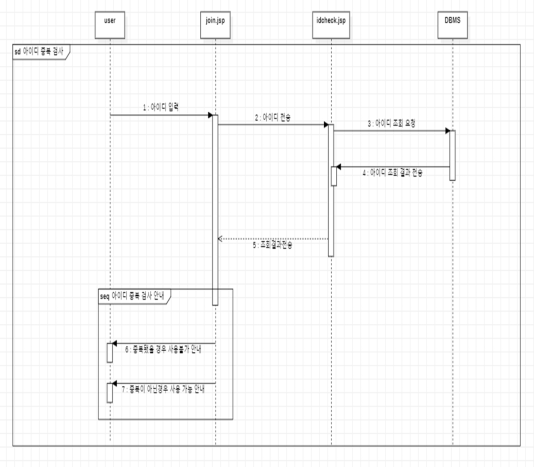 user
join.jsp
idcheck.jsp
DBMS
sd 아이디 중복 검사
1 : 아이디 입력
2 : 아이디 전송
3 : 아이디 조회 요청
4 : 아이디 조회 결과 전송
5 : 조회결과전송
seq 아이디 중복 검사 안내
6 : 중복됐을 경우 사용불가 안내
7 : 중복이 아닌경우 사용 가능 안내